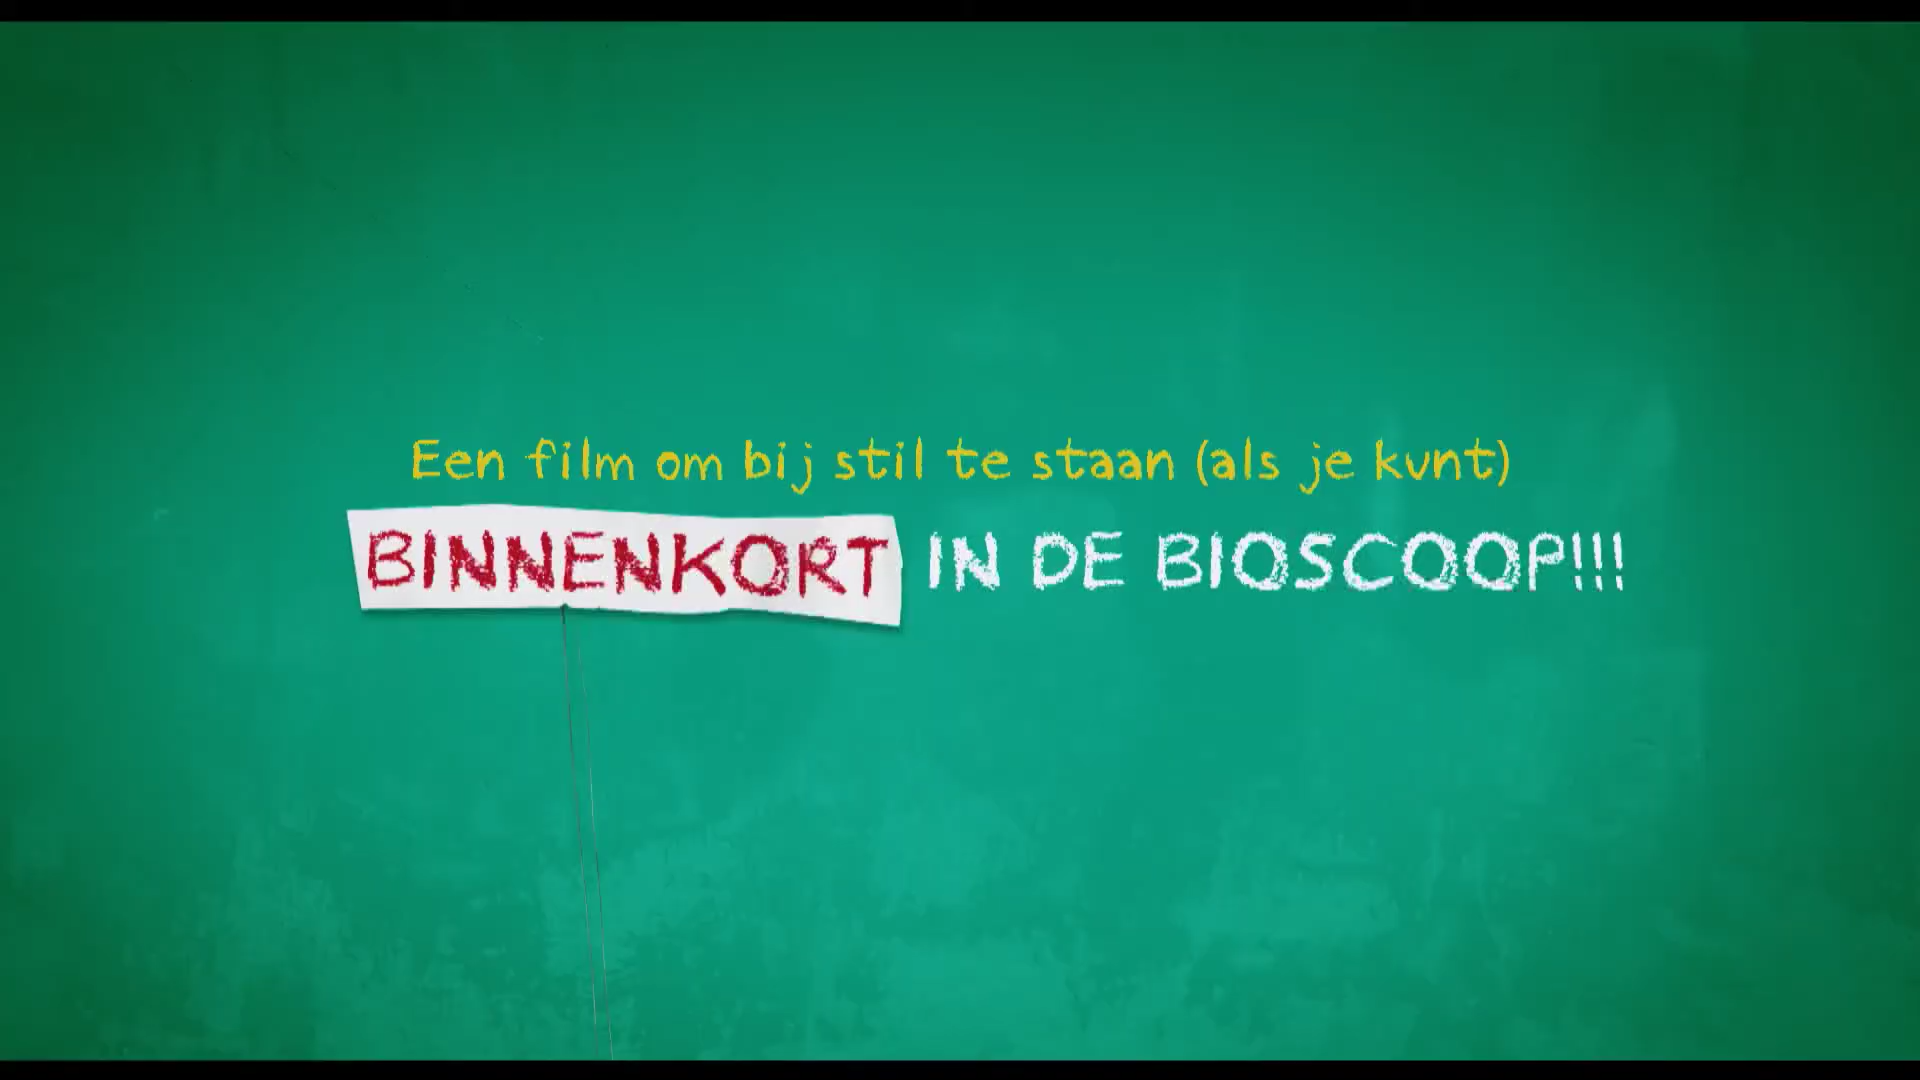 Een film om bij stil te staan (als je kunt)
BINNENKORT IN DE BIOSCOOP!!!